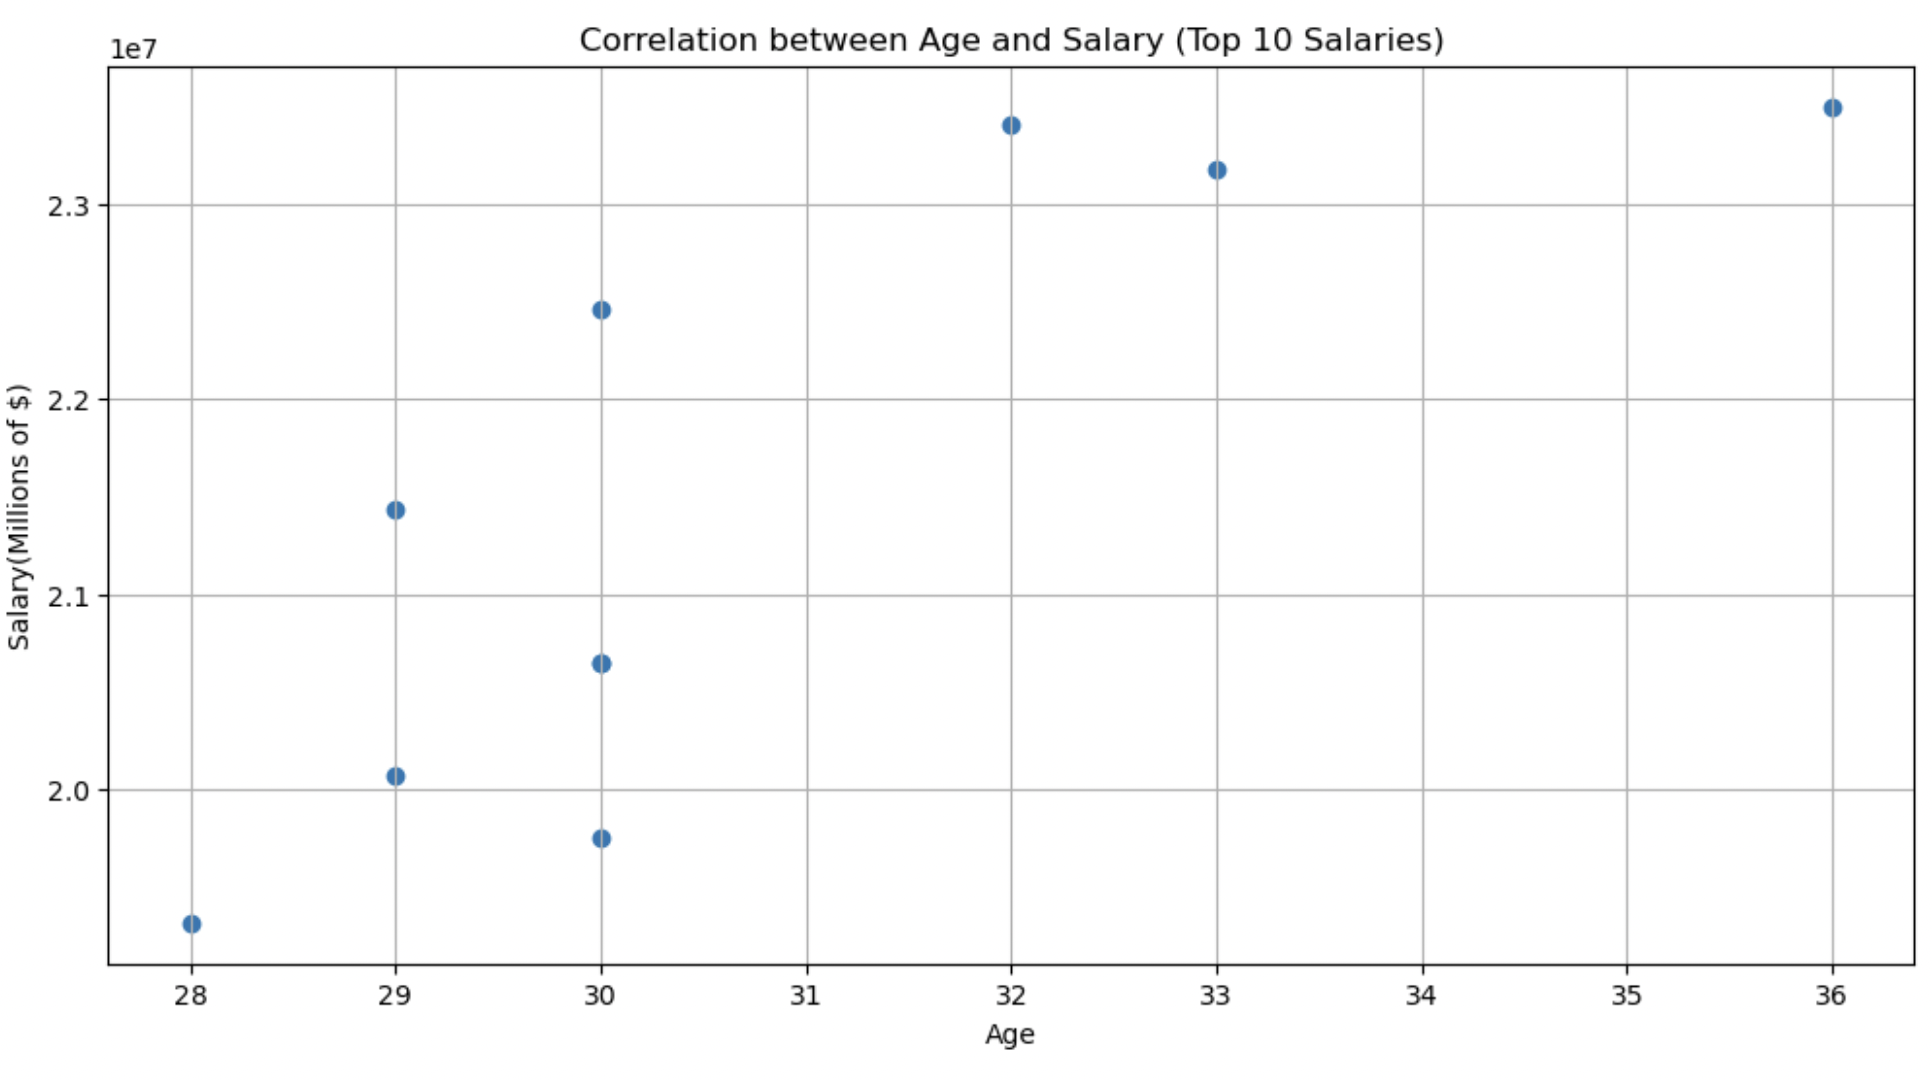 Correlation between Age and Salary (Top 10 Salaries)
1e7
2.3
2.2
2.1
2.0
Salary(Millions of $)
28 29 30 31 32 33 34 35 36
Age